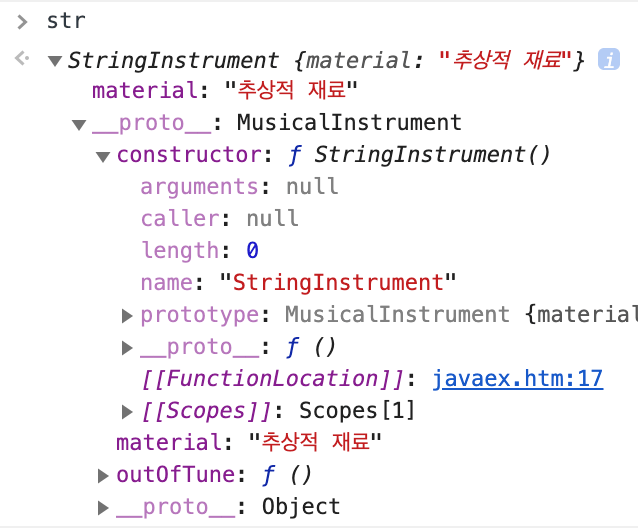 > str
StringInstrument {material: "추상적 재료"} i
material: "추상적 재료"
__proto__: MusicalInstrument
constructor: ƒ StringInstrument()
arguments: null
caller: null
length: 0
name: "StringInstrument"
prototype: MusicalInstrument {material
__proto__: ƒ ()
[[FunctionLocation]]: javaex.htm:17
[[Scopes]]: Scopes[1]
material: "추상적 재료"
outOfTune: ƒ ()
__proto__: Object